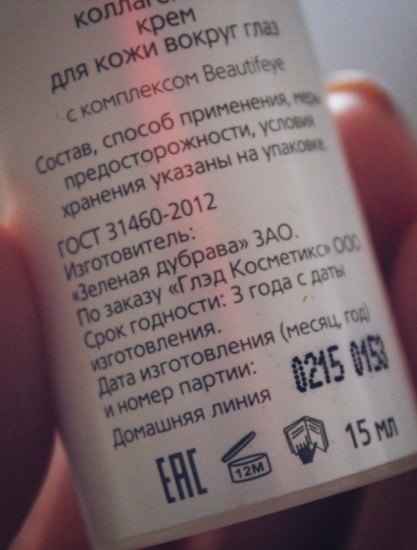 крем
для кожи вокруг глаз
с комплексом Beautifeye
Состав, способ применения, меры
предосторожности, условия
хранения указаны на упаковке.
ГОСТ 31460-2012
Изготовитель:
«Зеленая дубрава» ЗАО.
По заказу «Глэд Косметикс» ООО
Срок годности: 3 года с даты
изготовления.
Дата изготовления (месяц, год)
и номер партии: 0215 0153
Домашняя линия
EAC 12M 15 мл